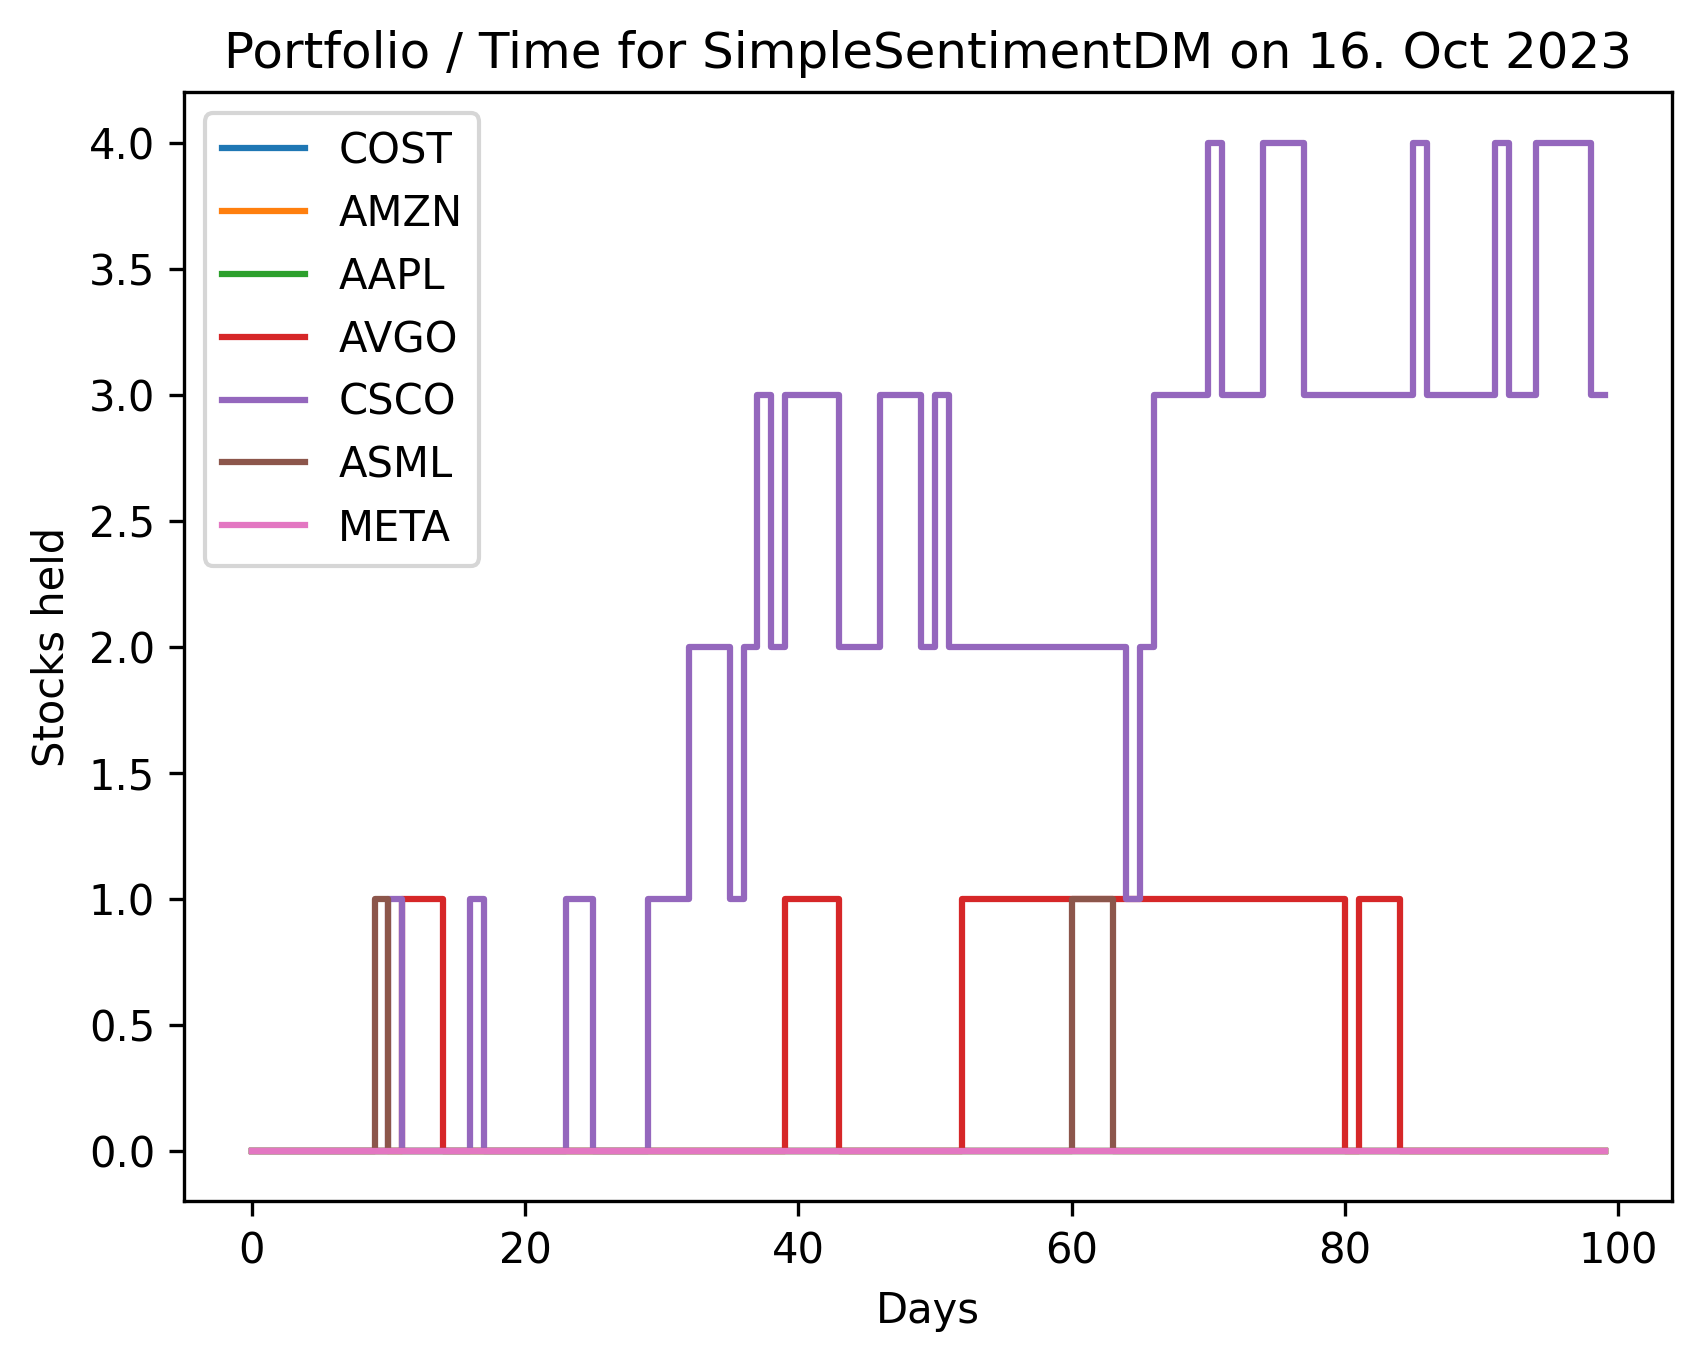 Portfolio / Time for SimpleSentimentDM on 16. Oct 2023
COST
AMZN
AAPL
AVGO
CSCO
ASML
META
4.0
3.5
3.0
2.5
2.0
1.5
1.0
0.5
0.0
Stocks held
0 20 40 60 80 100
Days